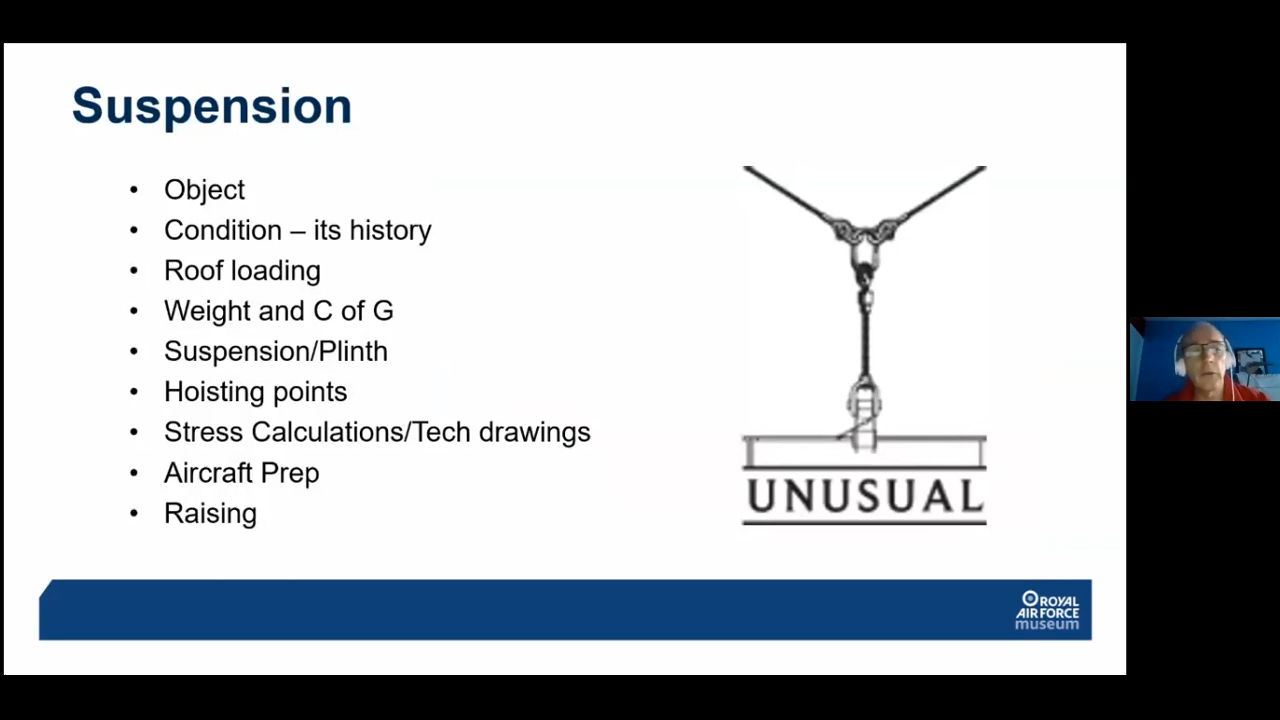 Suspension
• Object
• Condition – its history
• Roof loading
• Weight and C of G
• Suspension/Plinth
• Hoisting points
• Stress Calculations/Tech drawings
• Aircraft Prep
• Raising
UNUSUAL
ROYAL
AIR FORCE
museum